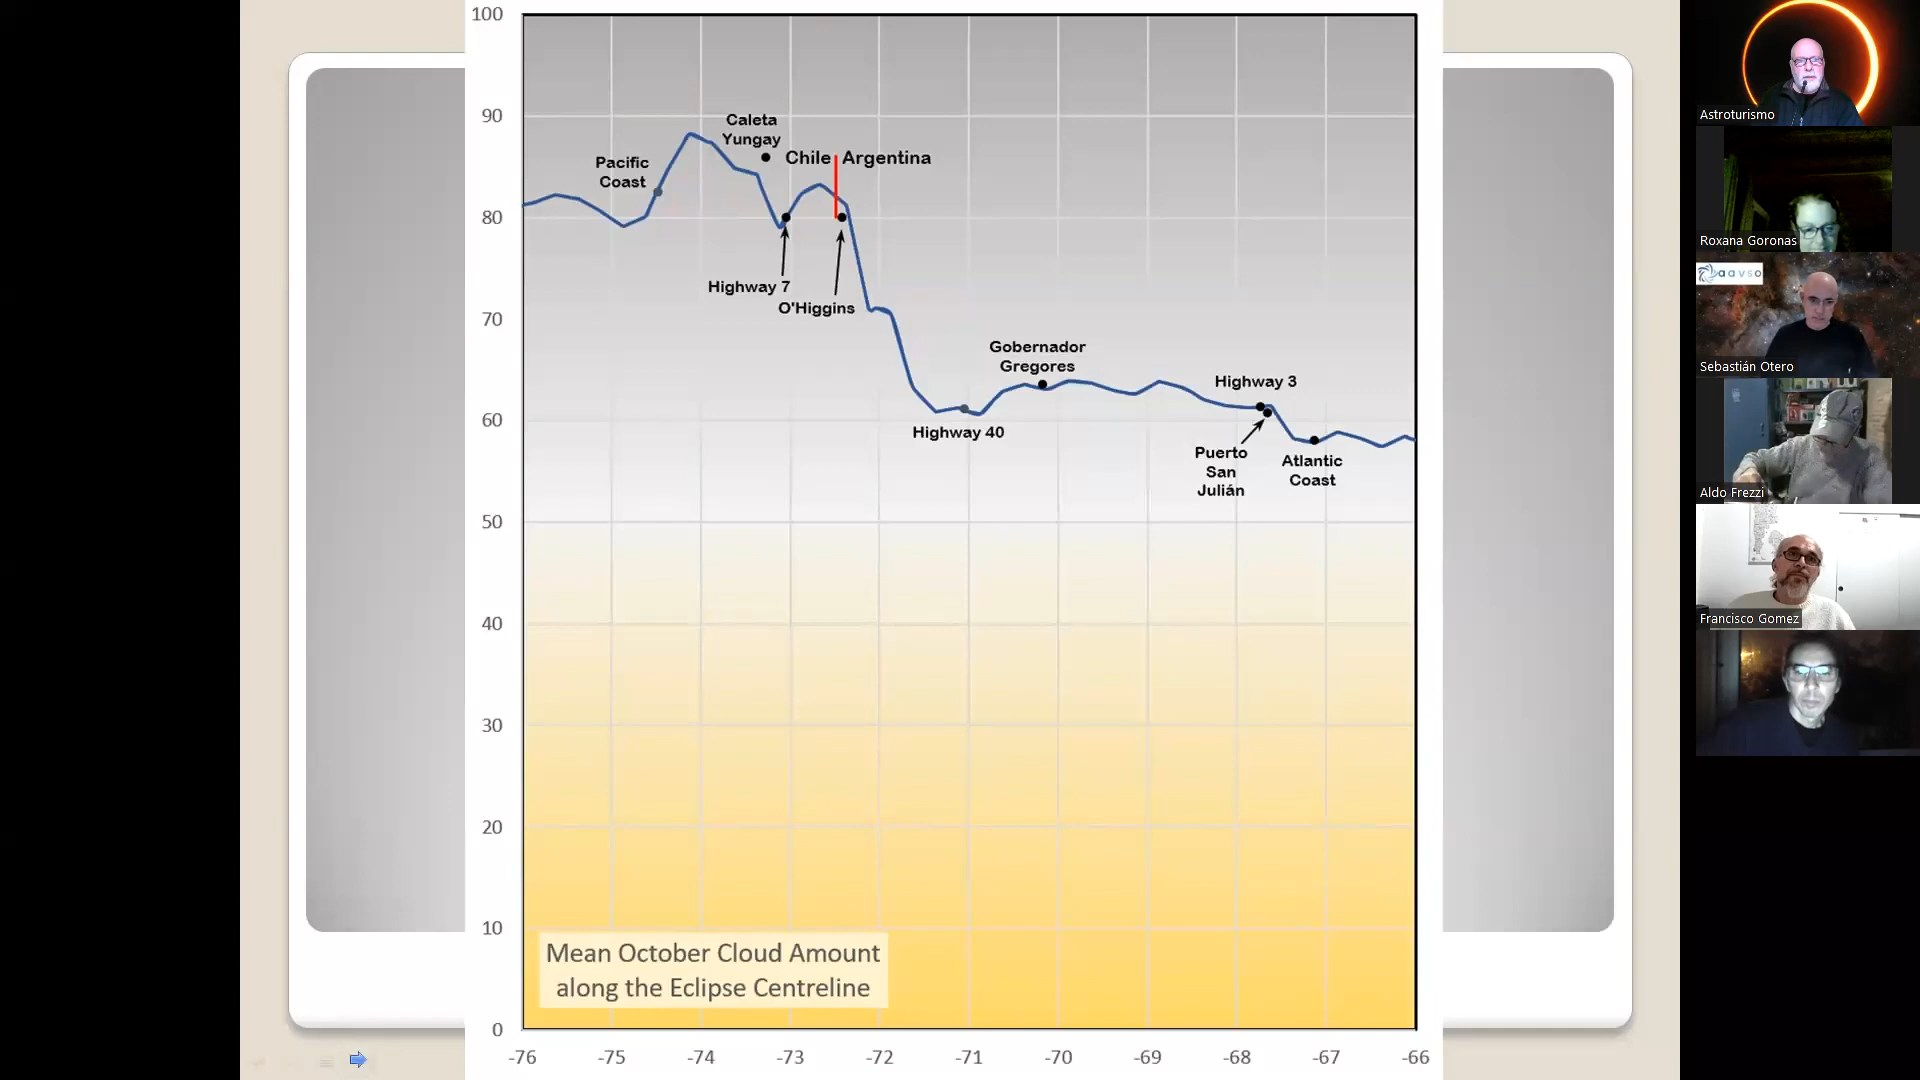 100
90
80
70
60
50
40
30
20
10
0
Caleta
Yungay
Pacific
Coast
Chile
Argentina
Highway 7
O'Higgins
Gobernador
Gregores
Highway 3
Highway 40
Puerto
San
Julián
Atlantic
Coast
Mean October Cloud Amount
along the Eclipse Centreline
-76 -75 -74 -73 -72 -71 -70 -69 -68 -67 -66
Astroturismo
Roxana Goronas
aavso
Sebastián Otero
Aldo Frezzi
Francisco Gomez